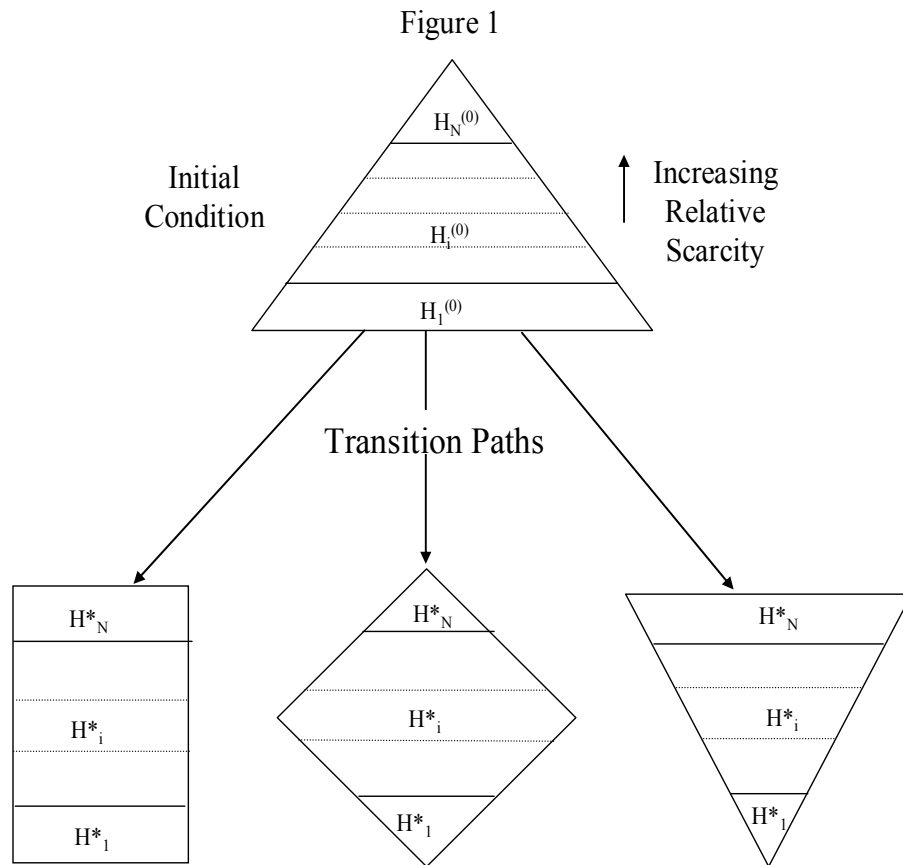 Figure 1
H_N^(0)
Initial
Condition
Increasing
Relative
Scarcity
H_i^(0)
H_1^(0)
Transition Paths
H*_N
H*_i
H*_1
H*_N
H*_i
H*_1
H*_N
H*_i
H*_1